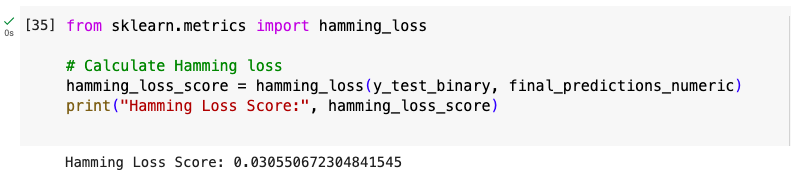 [35] from sklearn.metrics import hamming_loss
0s
# Calculate Hamming loss
hamming_loss_score = hamming_loss(y_test_binary, final_predictions_numeric)
print("Hamming Loss Score:", hamming_loss_score)
Hamming Loss Score: 0.030550672304841545